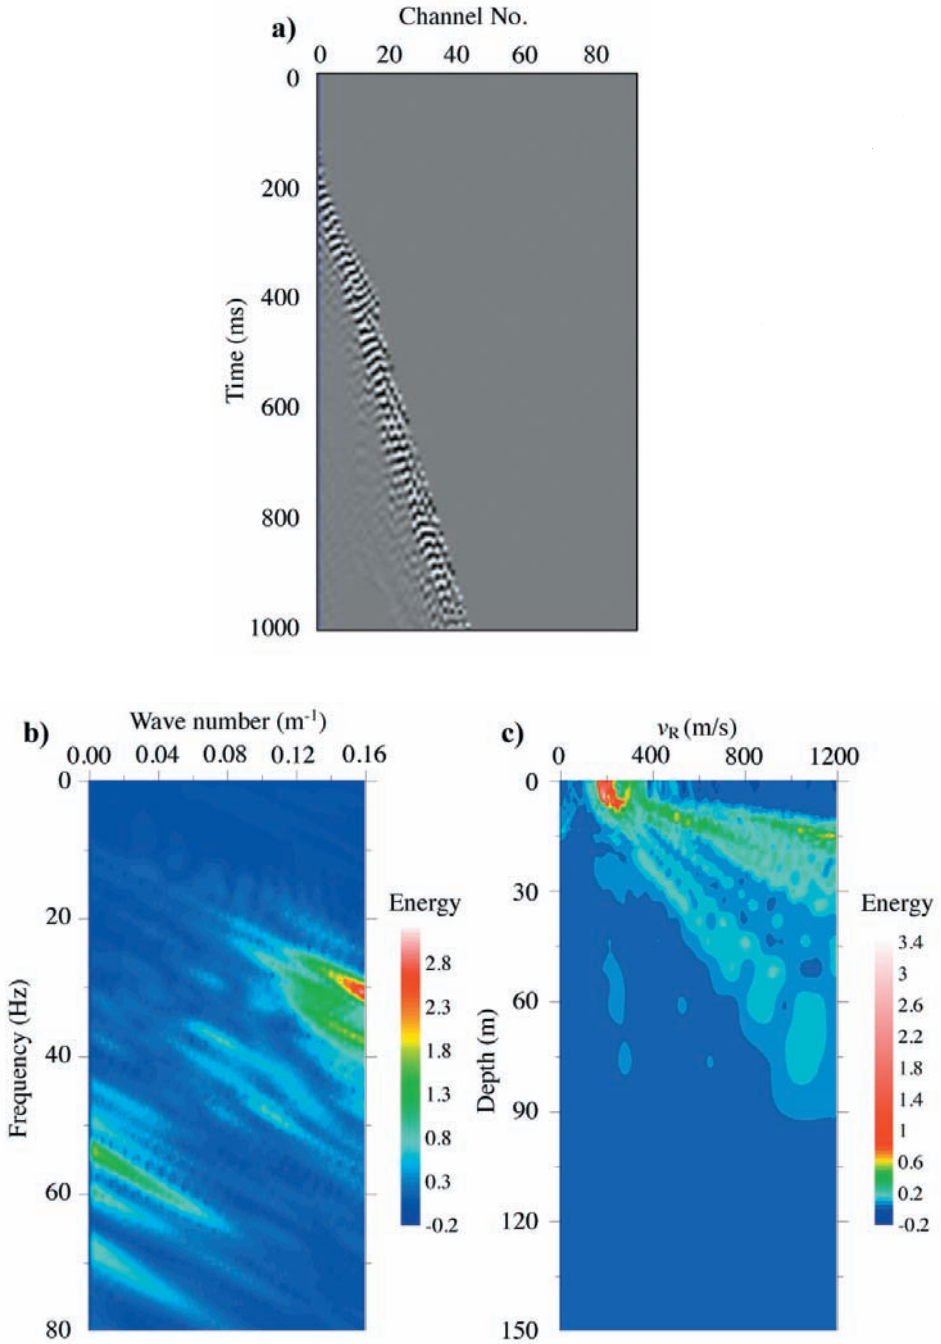 a)
Channel No.
0 20 40 60 80
0
200
400
600
800
1000
Time (ms)
b)
Wave number (m-1)
0.00 0.04 0.08 0.12 0.16
0
20
40
60
80
Frequency (Hz)
Energy
2.8
2.3
1.8
1.3
0.8
0.3
-0.2
c)
vR (m/s)
0 400 800 1200
0
30
60
90
120
150
Depth (m)
Energy
3.4
3
2.6
2.2
1.8
1.4
1
0.6
0.2
-0.2